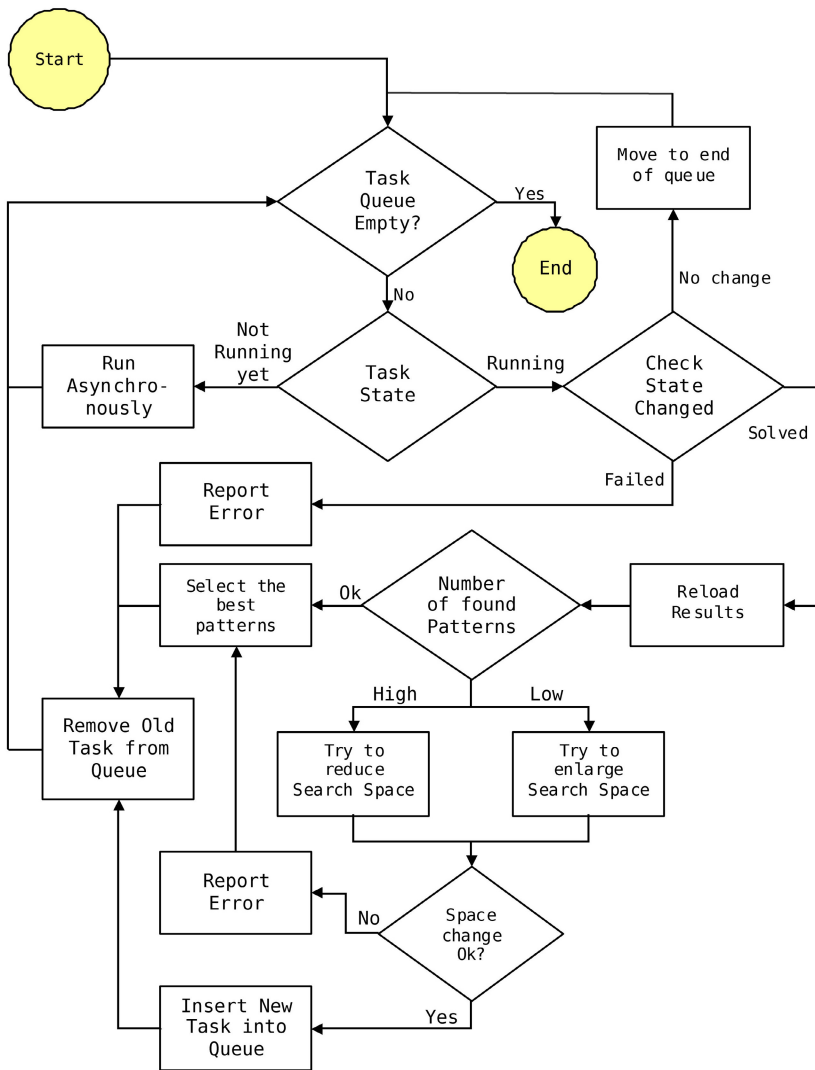 Start
Move to end
of queue
Task
Queue
Empty?
Yes
End
No
No change
Not
Running
yet
Run
Asynchro-
nously
Task
State
Running
Check
State
Changed
Solved
Failed
Report
Error
Select the
best
patterns
Ok
Number
of found
Patterns
Reload
Results
High
Low
Remove Old
Task from
Queue
Try to
reduce
Search Space
Try to
enlarge
Search Space
Report
Error
No
Space
change
Ok?
Insert New
Task into
Queue
Yes